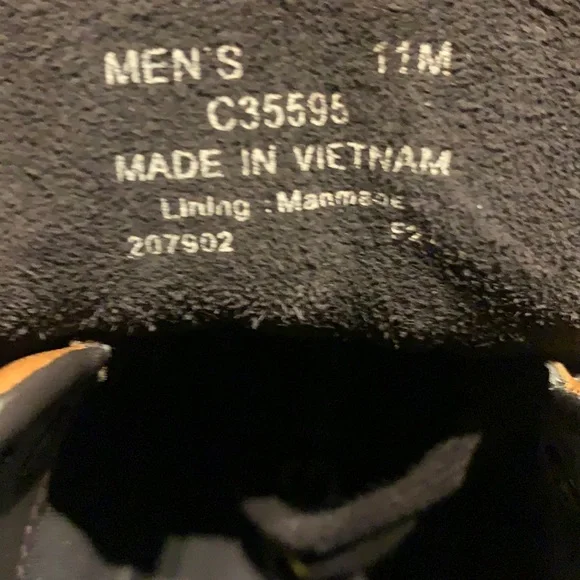 MEN'S 11M
C35595
MADE IN VIETNAM
Lining : Manmade
207902